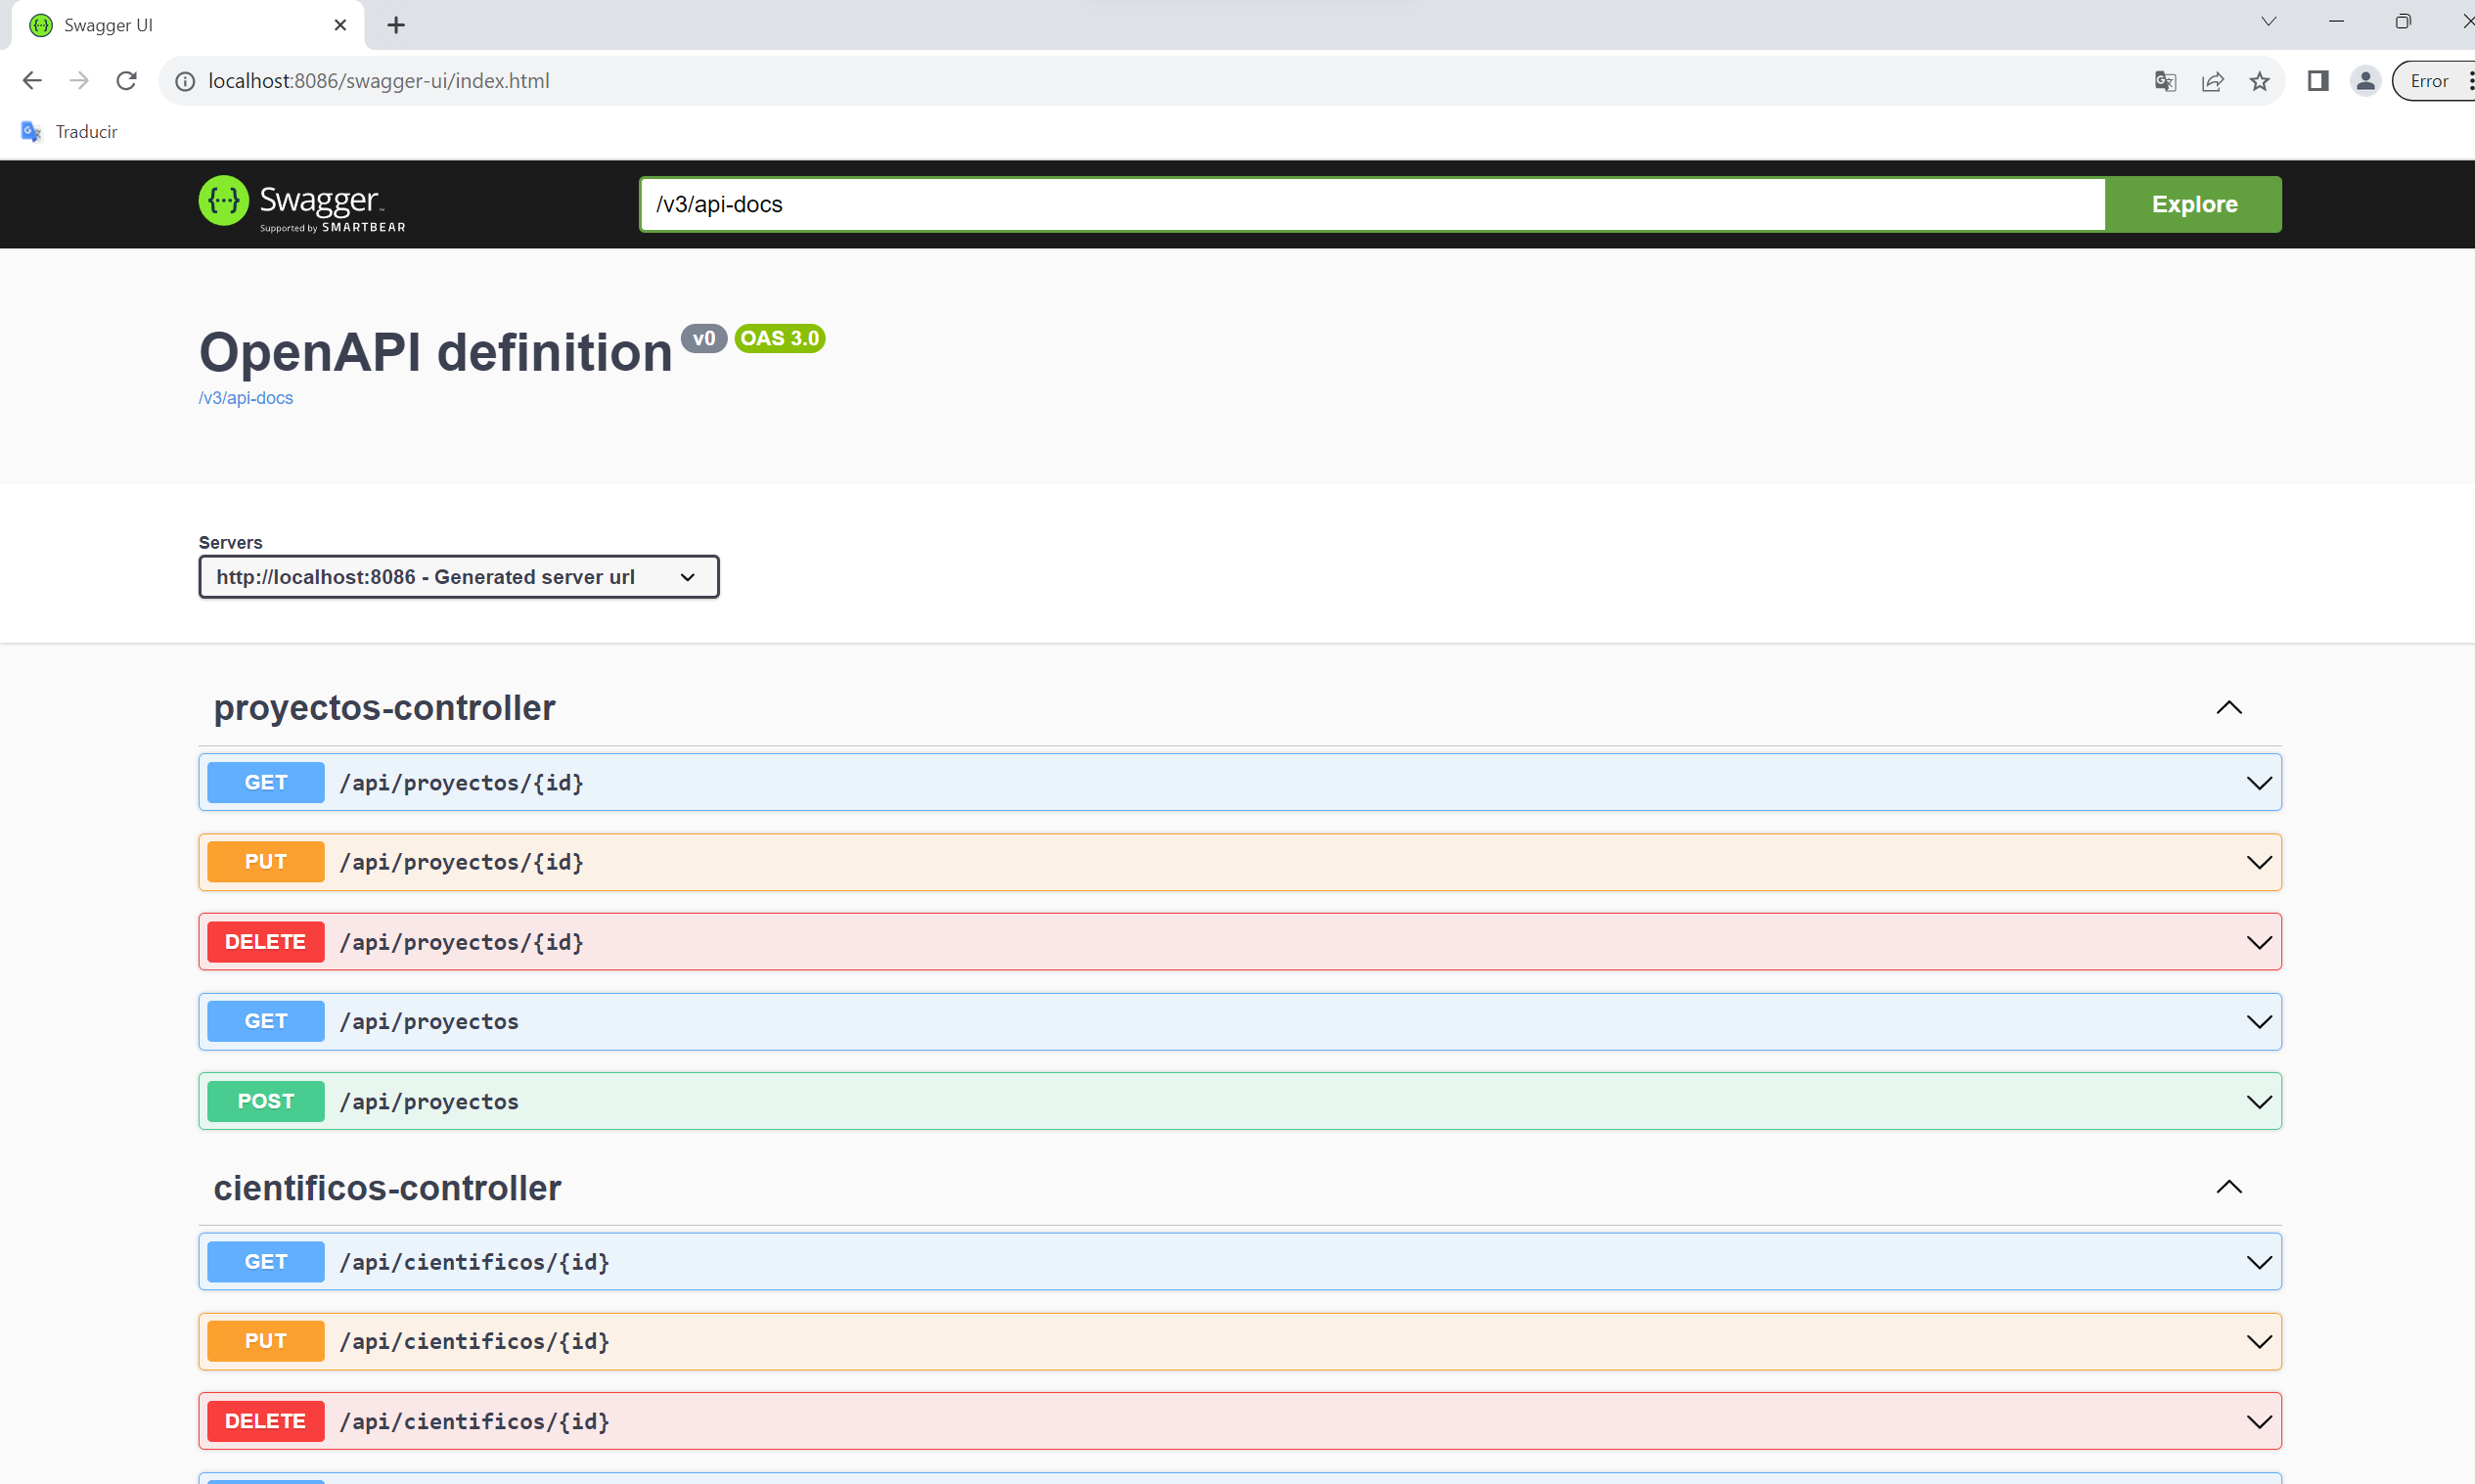 Swagger UI
localhost:8086/swagger-ui/index.html
Error
Traducir
Swagger
Supported by SMARTBEAR
/v3/api-docs
Explore
OpenAPI definition v0 OAS 3.0
/v3/api-docs
Servers
http://localhost:8086 - Generated server url
proyectos-controller
GET /api/proyectos/{id}
PUT /api/proyectos/{id}
DELETE /api/proyectos/{id}
GET /api/proyectos
POST /api/proyectos
cientificos-controller
GET /api/cientificos/{id}
PUT /api/cientificos/{id}
DELETE /api/cientificos/{id}